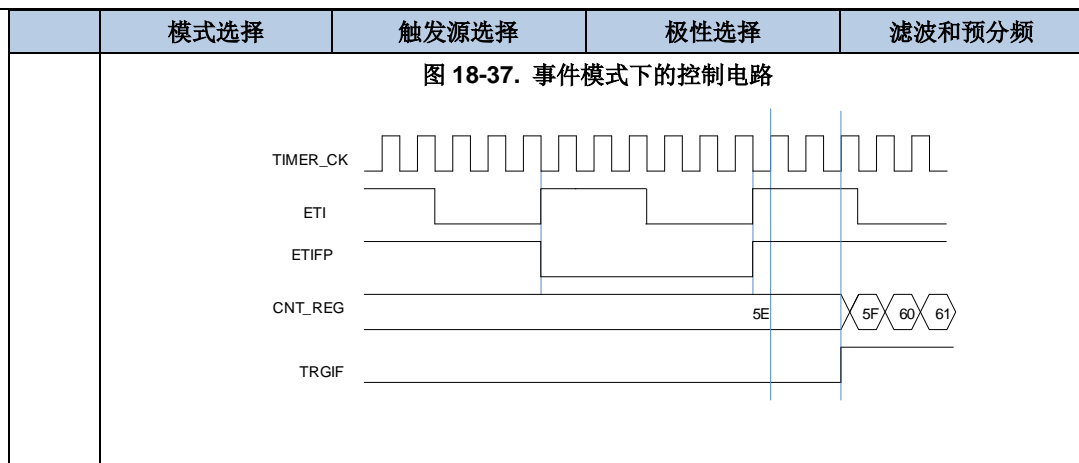 模式选择 触发源选择 极性选择 滤波和预分频
图 18-37. 事件模式下的控制电路
TIMER_CK
ETI
ETIFP
CNT_REG 5E 5F 60 61
TRGIF